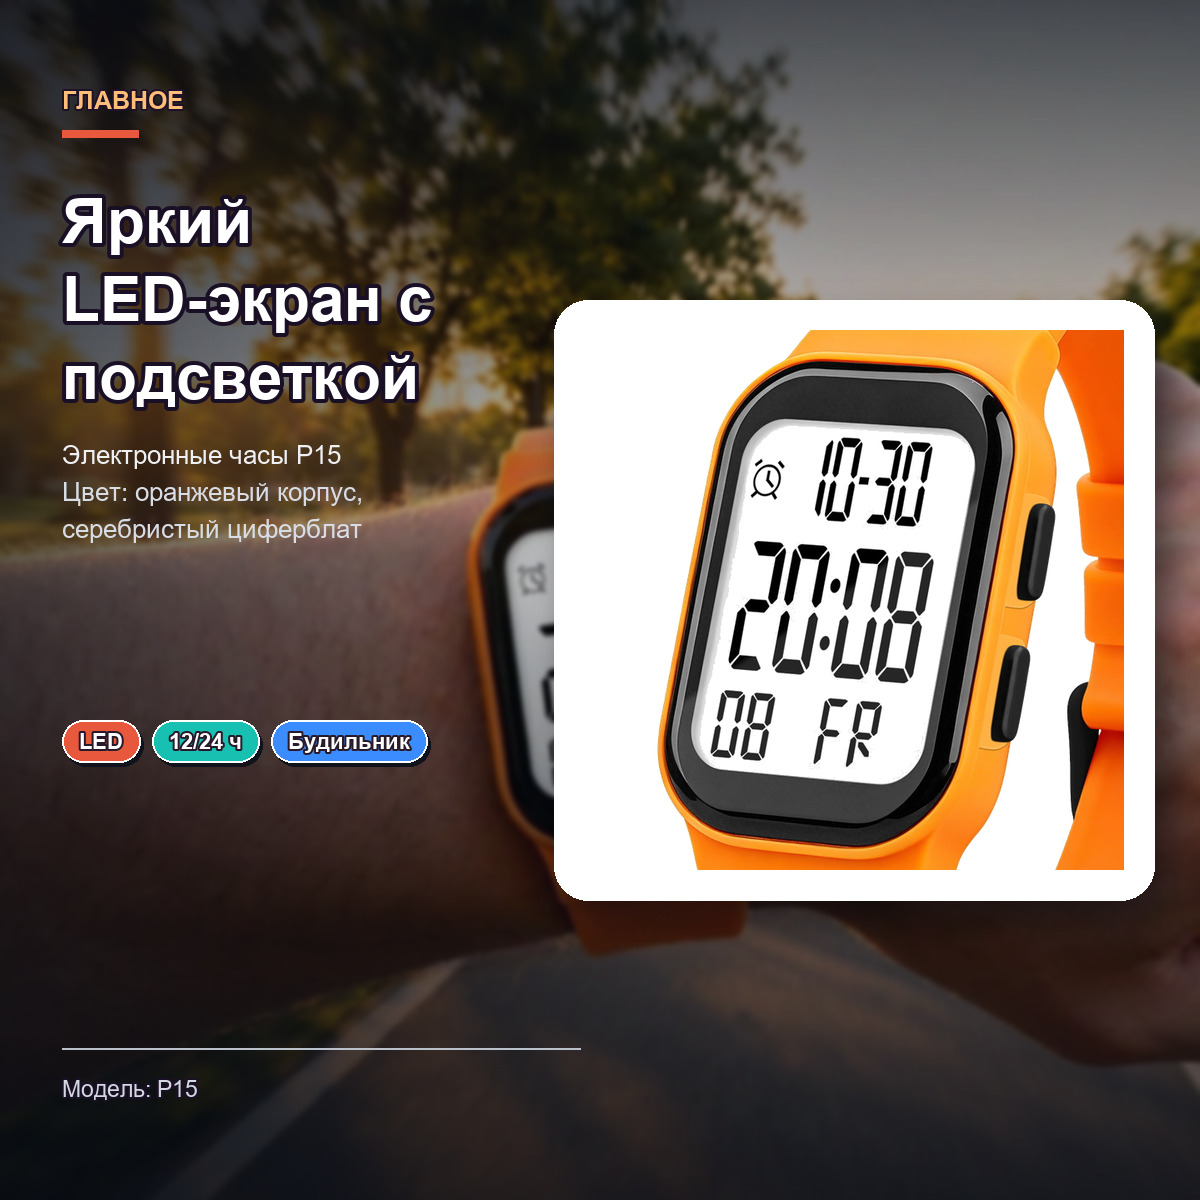 ГЛАВНОЕ
Яркий
LED-экран с
подсветкой
Электронные часы P15
Цвет: оранжевый корпус,
серебристый циферблат
LED 12/24 ч Будильник
10-30
20:08
08 FR
Модель: P15